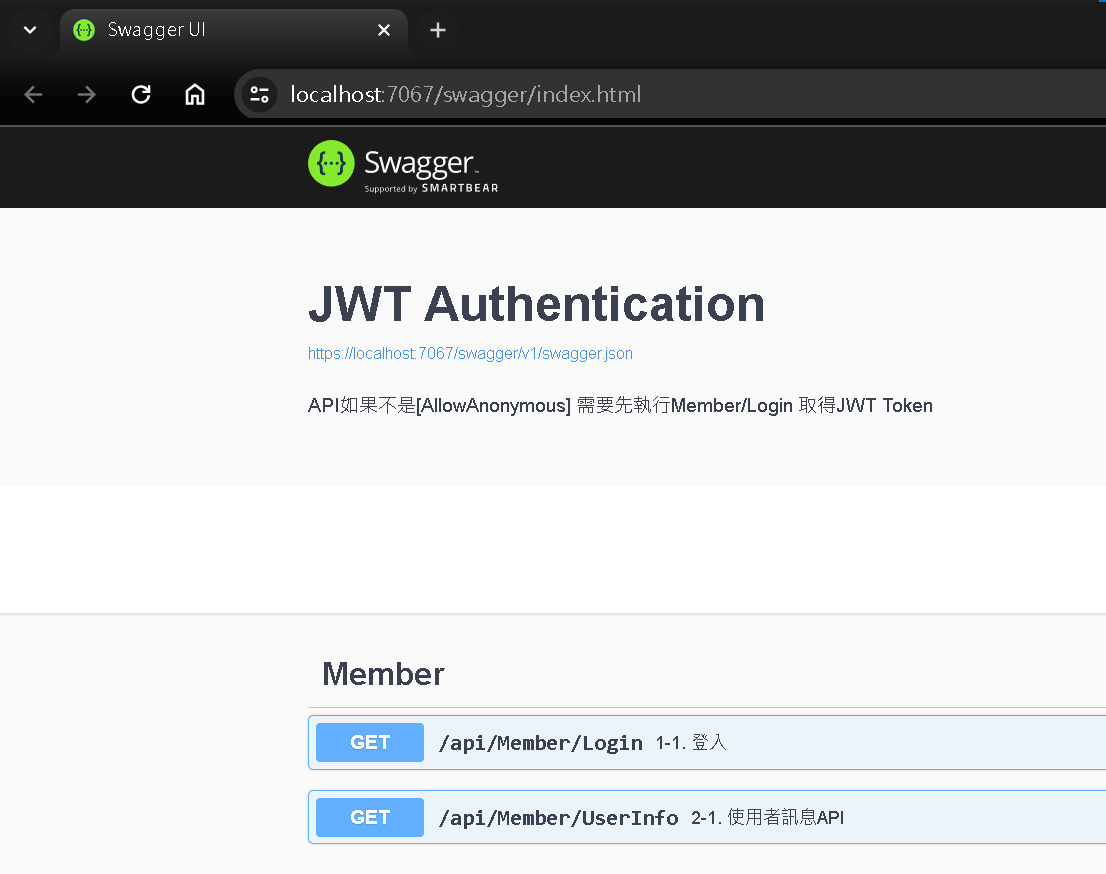 Swagger UI
localhost:7067/swagger/index.html
{···} Swagger™
Supported by SMARTBEAR
JWT Authentication
https://localhost:7067/swagger/v1/swagger.json
API如果不是[AllowAnonymous] 需要先執行Member/Login 取得JWT Token
Member
GET /api/Member/Login 1-1. 登入
GET /api/Member/UserInfo 2-1. 使用者訊息API